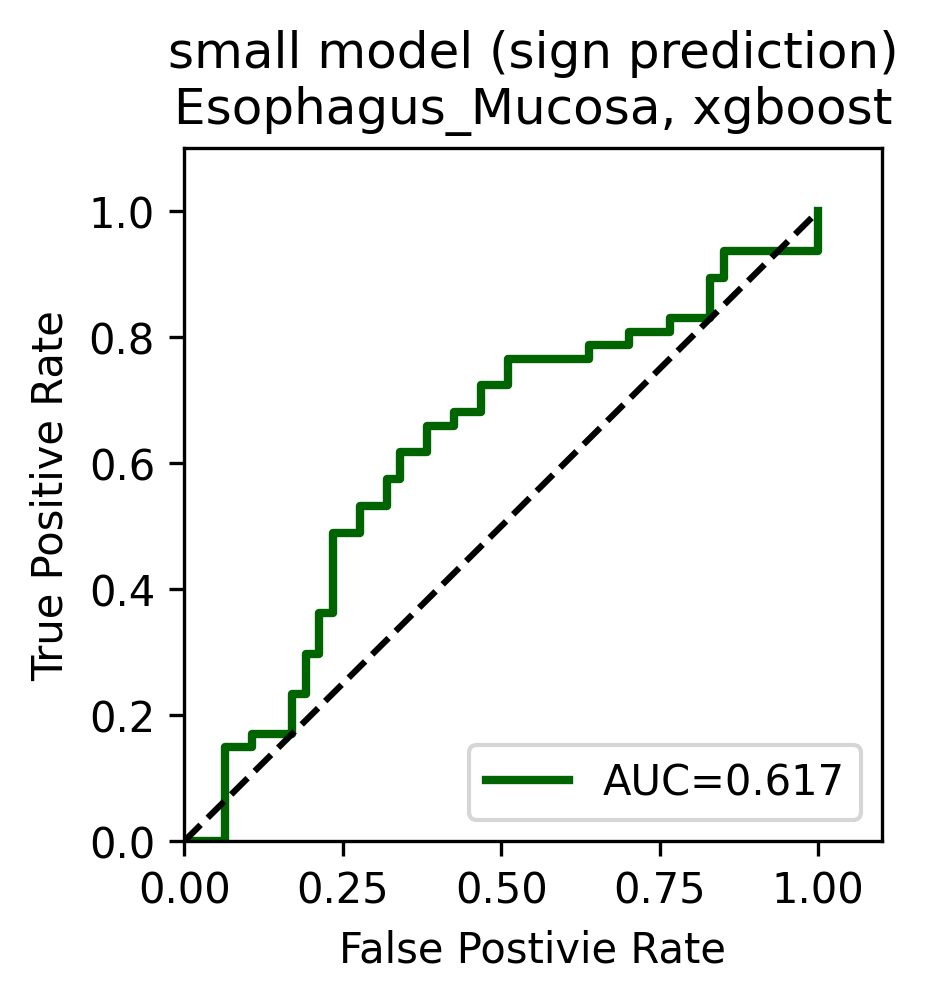 small model (sign prediction)
Esophagus_Mucosa, xgboost
1.0
0.8
0.6
0.4
0.2
0.0
True Positive Rate
AUC=0.617
0.00 0.25 0.50 0.75 1.00
False Postivie Rate